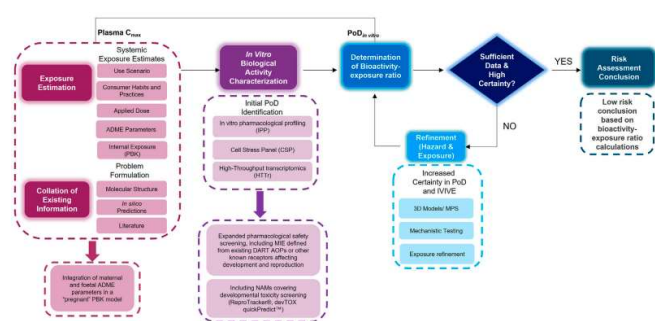 Plasma Cmax
PoDin vitro
Systemic
Exposure Estimates
Exposure
Estimation
Use Scenario
Consumer Habits and
Practices
Applied Dose
ADME Parameters
Internal Exposure
(PBK)
Problem
Formulation
Collation of
Existing
Information
Molecular Structure
In silico
Predictions
Literature
Integration of maternal
and foetal ADME
parameters in a
"pregnant" PBK model
In Vitro
Biological
Activity
Characterization
Initial PoD
Identification
In vitro pharmacological profiling
(IPP)
Cell Stress Panel (CSP)
High-Throughput transcriptomics
(HTTr)
Expanded pharmacological safety
screening, including MIE defined
from existing DART AOPs or other
known receptors affecting
development and reproduction
Including NAMs covering
developmental toxicity screening
(ReproTracker®, devTOX
quickPredict™)
Determination
of Bioactivity-
exposure ratio
Sufficient
Data &
High
Certainty?
YES
NO
Refinement
(Hazard &
Exposure)
Increased
Certainty in PoD
and IVIVE
3D Models/ MPS
Mechanistic Testing
Exposure refinement
Risk
Assessment
Conclusion
Low risk
conclusion
based on
bioactivity-
exposure ratio
calculations